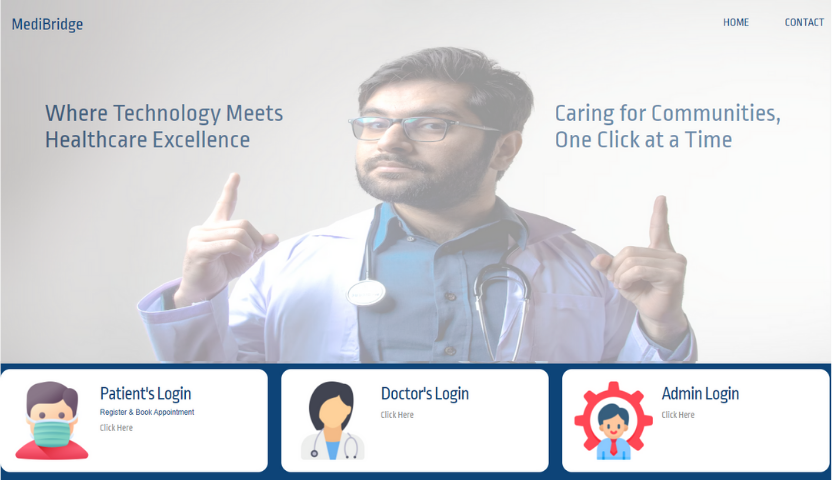 MediBridge
HOME
CONTACT
Where Technology Meets
Healthcare Excellence
Caring for Communities,
One Click at a Time
Patient's Login
Register & Book Appointment
Click Here
Doctor's Login
Click Here
Admin Login
Click Here